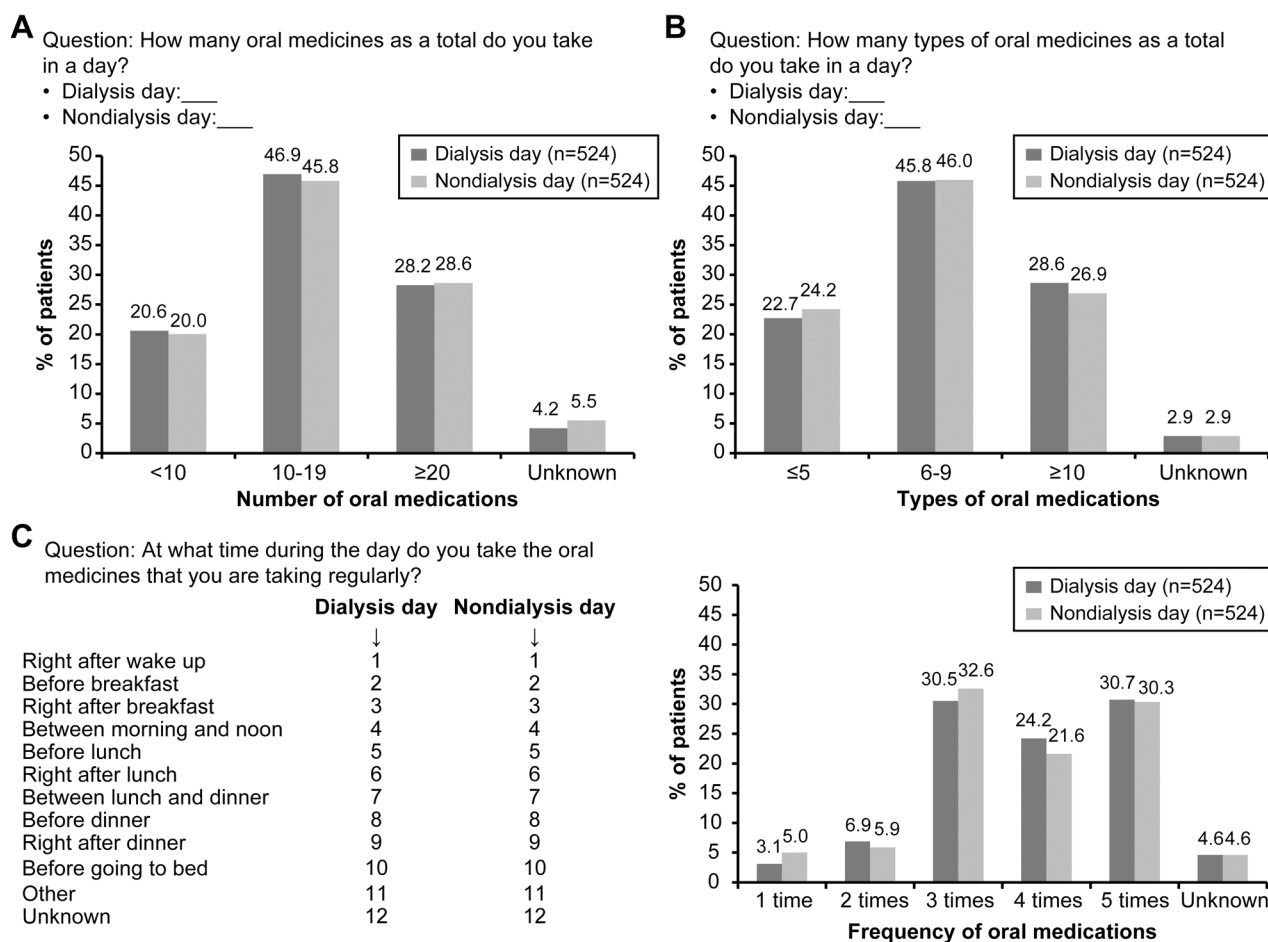 A
Question: How many oral medicines as a total do you take
in a day?
• Dialysis day:___
• Nondialysis day:___
Dialysis day (n=524)
Nondialysis day (n=524)
% of patients
50
45
40
35
30
25
20
15
10
5
0
20.6
20.0
46.9
45.8
28.2
28.6
4.2
5.5
<10
10-19
≥20
Unknown
Number of oral medications
B
Question: How many types of oral medicines as a total
do you take in a day?
• Dialysis day:___
• Nondialysis day:___
Dialysis day (n=524)
Nondialysis day (n=524)
% of patients
50
45
40
35
30
25
20
15
10
5
0
22.7
24.2
45.8
46.0
28.6
26.9
2.9
2.9
≤5
6-9
≥10
Unknown
Types of oral medications
C
Question: At what time during the day do you take the oral
medicines that you are taking regularly?
Dialysis day Nondialysis day
↓ ↓
Right after wake up 1 1
Before breakfast 2 2
Right after breakfast 3 3
Between morning and noon 4 4
Before lunch 5 5
Right after lunch 6 6
Between lunch and dinner 7 7
Before dinner 8 8
Right after dinner 9 9
Before going to bed 10 10
Other 11 11
Unknown 12 12
Dialysis day (n=524)
Nondialysis day (n=524)
% of patients
50
45
40
35
30
25
20
15
10
5
0
3.1
5.0
6.9
5.9
30.5
32.6
24.2
21.6
30.7
30.3
4.6
4.6
1 time
2 times
3 times
4 times
5 times
Unknown
Frequency of oral medications